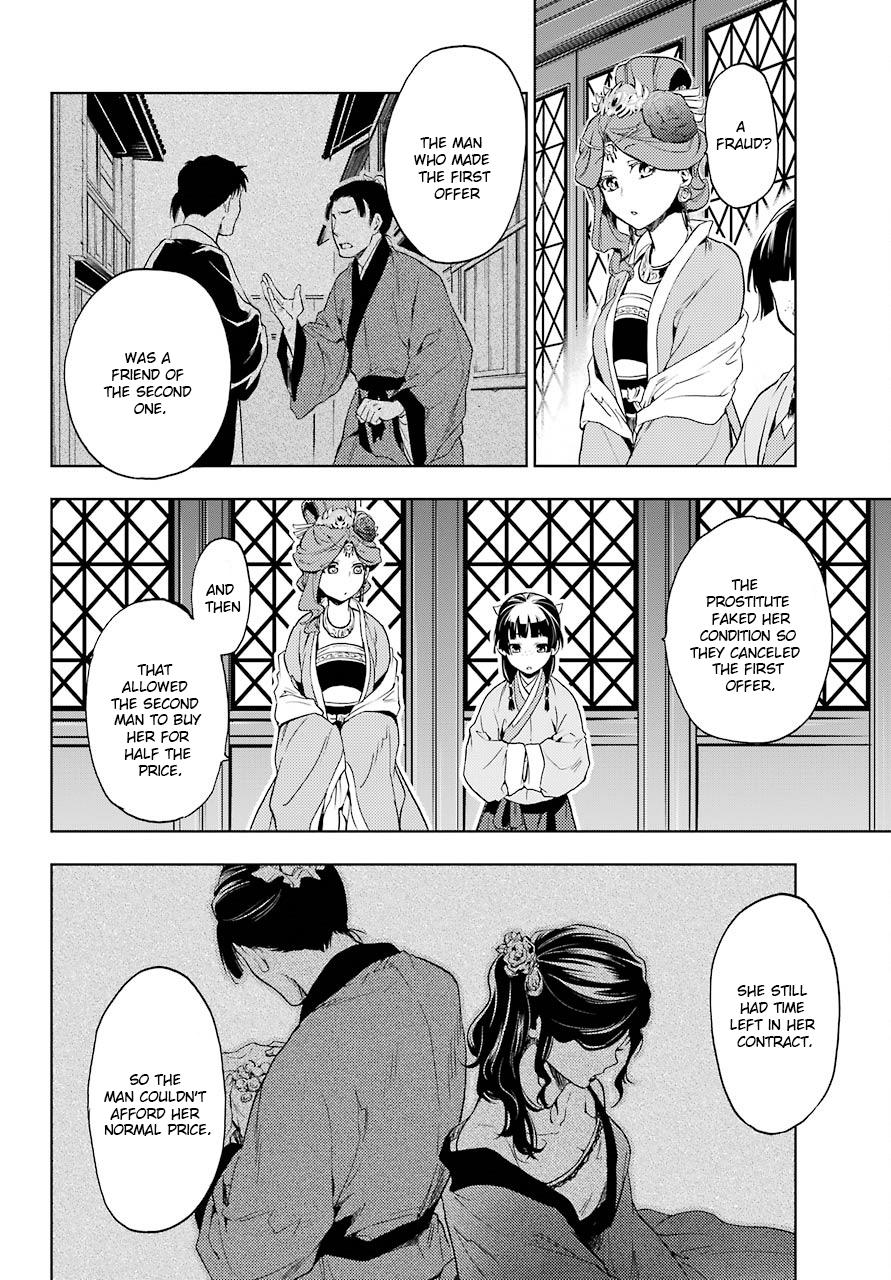 A
FRAUD?
THE MAN
WHO MADE
THE FIRST
OFFER
WAS A
FRIEND OF
THE SECOND
ONE.
THE
PROSTITUTE
FAKED HER
CONDITION SO
THEY CANCELED
THE FIRST
OFFER.
AND
THEN
THAT
ALLOWED THE
SECOND
MAN TO BUY
HER FOR
HALF THE
PRICE.
SHE STILL
HAD TIME
LEFT IN HER
CONTRACT.
SO THE
MAN COULDN'T
AFFORD HER
NORMAL PRICE.